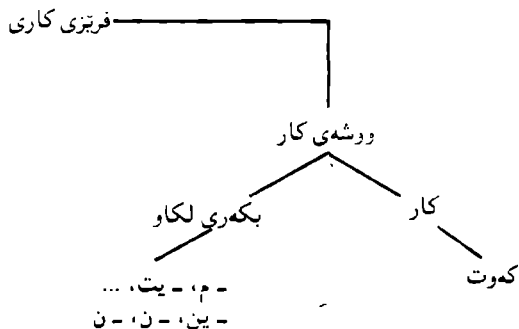 فرێزی کاری
ووشەی کار
کار
بکەری لکاو
کەوت
ـ م، ـ یت، ...
ـ ین، ـ ن، ـ ن